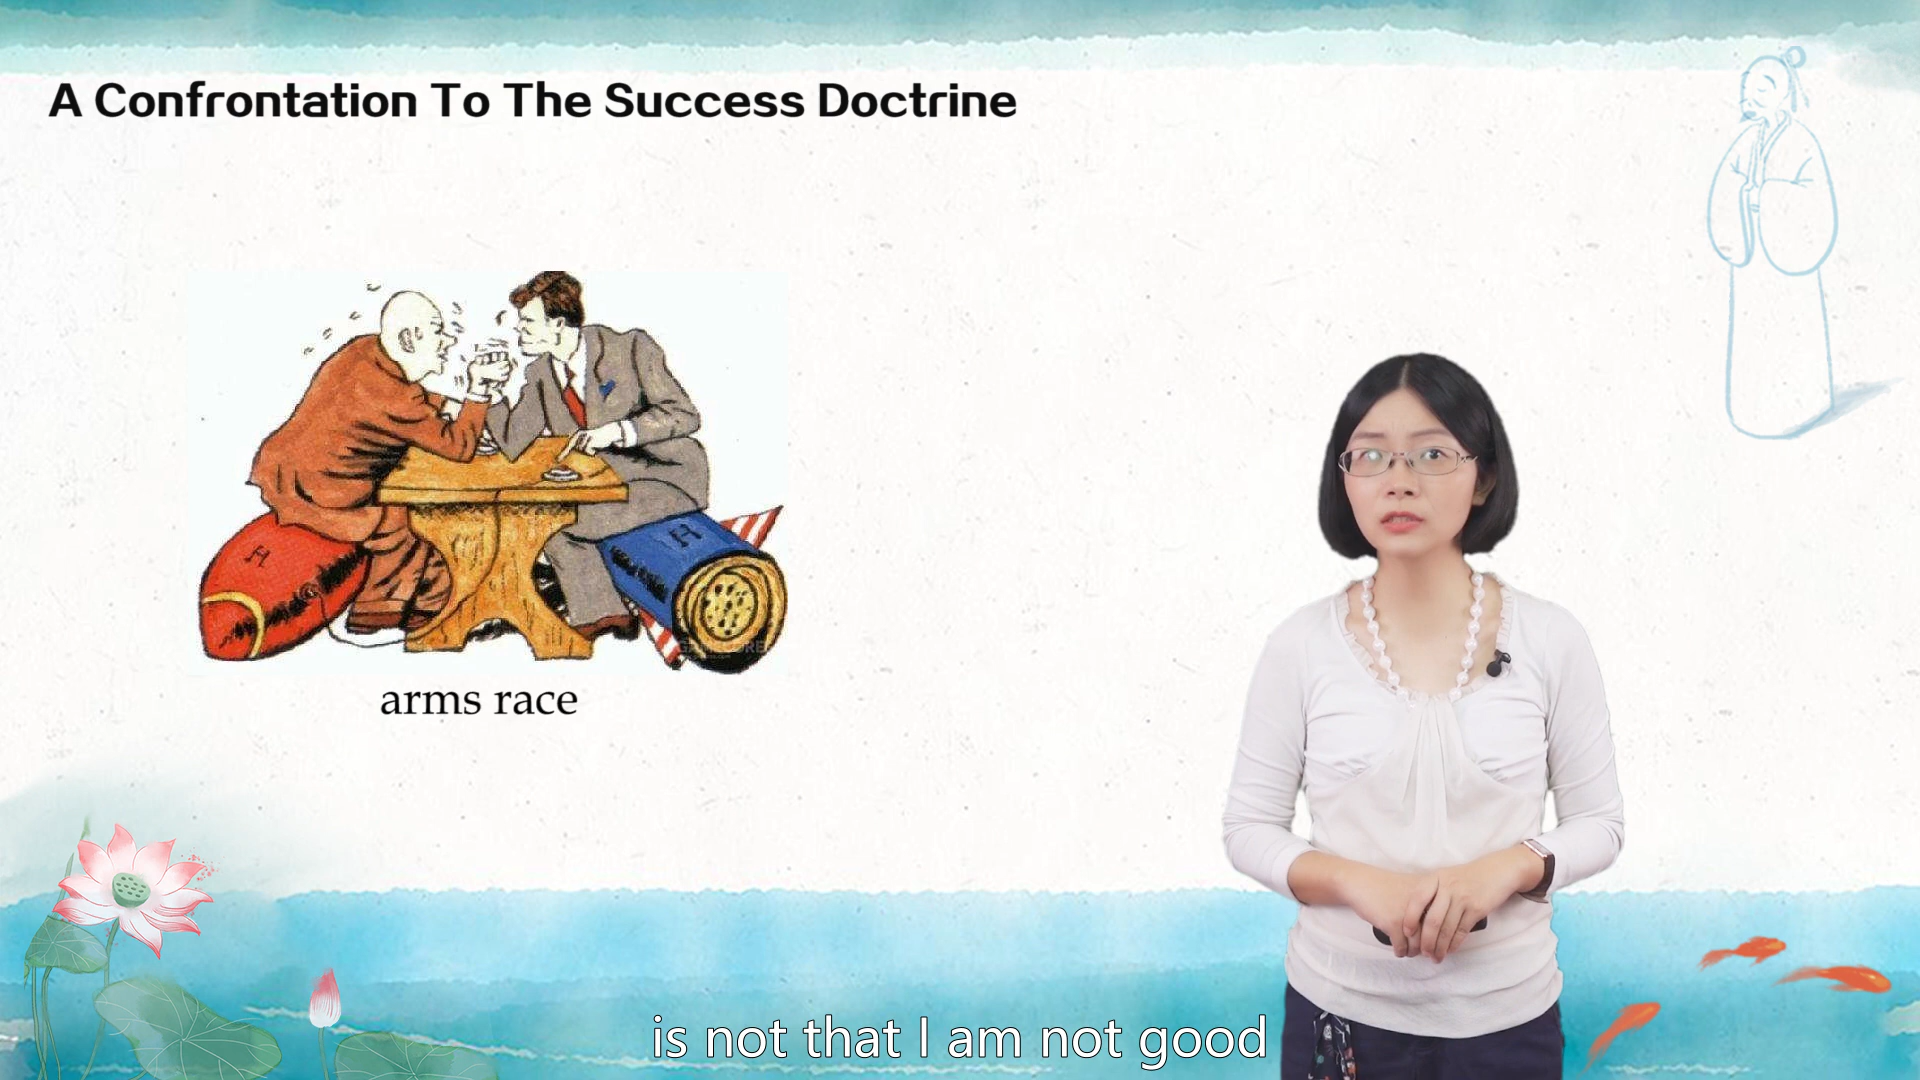 A Confrontation To The Success Doctrine
H
H
arms race
is not that I am not good